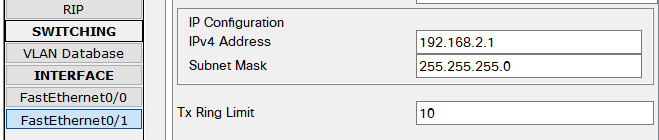 RIP
SWITCHING
VLAN Database
INTERFACE
FastEthernet0/0
FastEthernet0/1
IP Configuration
IPv4 Address 192.168.2.1
Subnet Mask 255.255.255.0
Tx Ring Limit 10